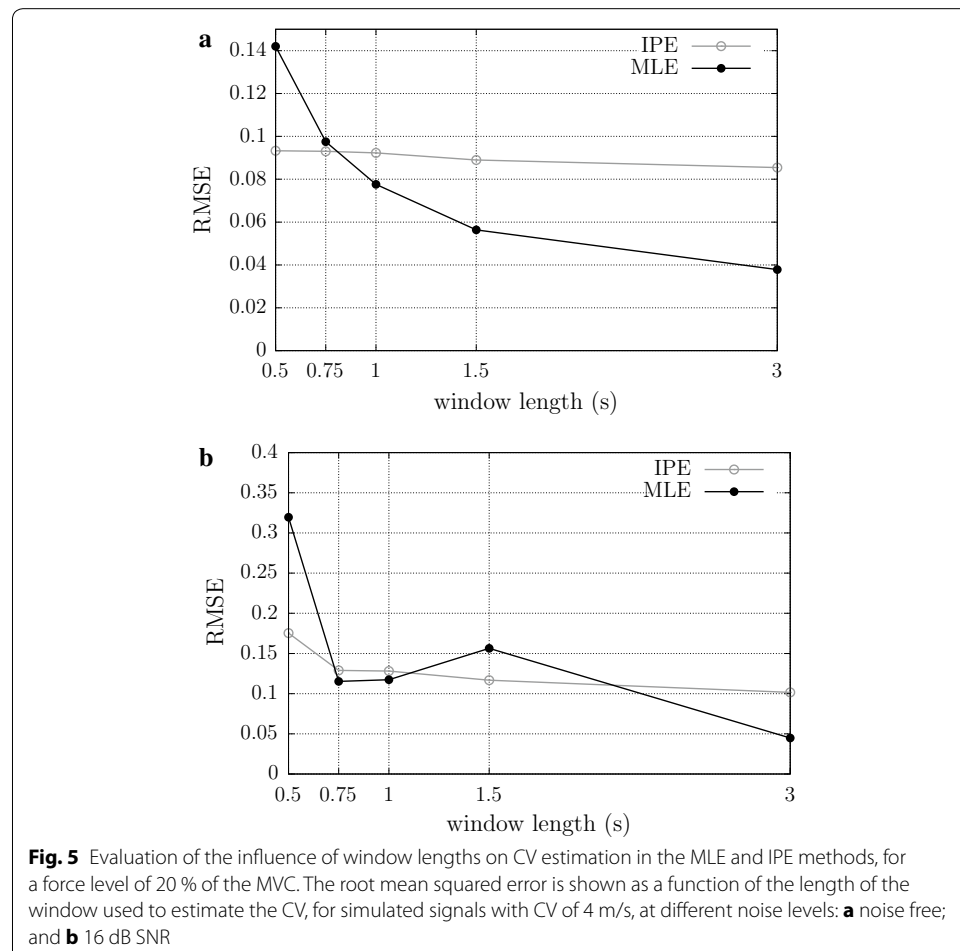 a
0.14
0.12
0.1
0.08
0.06
0.04
0.02
0
RMSE
IPE
MLE
0.5 0.75 1 1.5 3
window length (s)
b
0.4
0.35
0.3
0.25
0.2
0.15
0.1
0.05
0
RMSE
IPE
MLE
0.5 0.75 1 1.5 3
window length (s)
Fig. 5 Evaluation of the influence of window lengths on CV estimation in the MLE and IPE methods, for
a force level of 20 % of the MVC. The root mean squared error is shown as a function of the length of the
window used to estimate the CV, for simulated signals with CV of 4 m/s, at different noise levels: a noise free;
and b 16 dB SNR